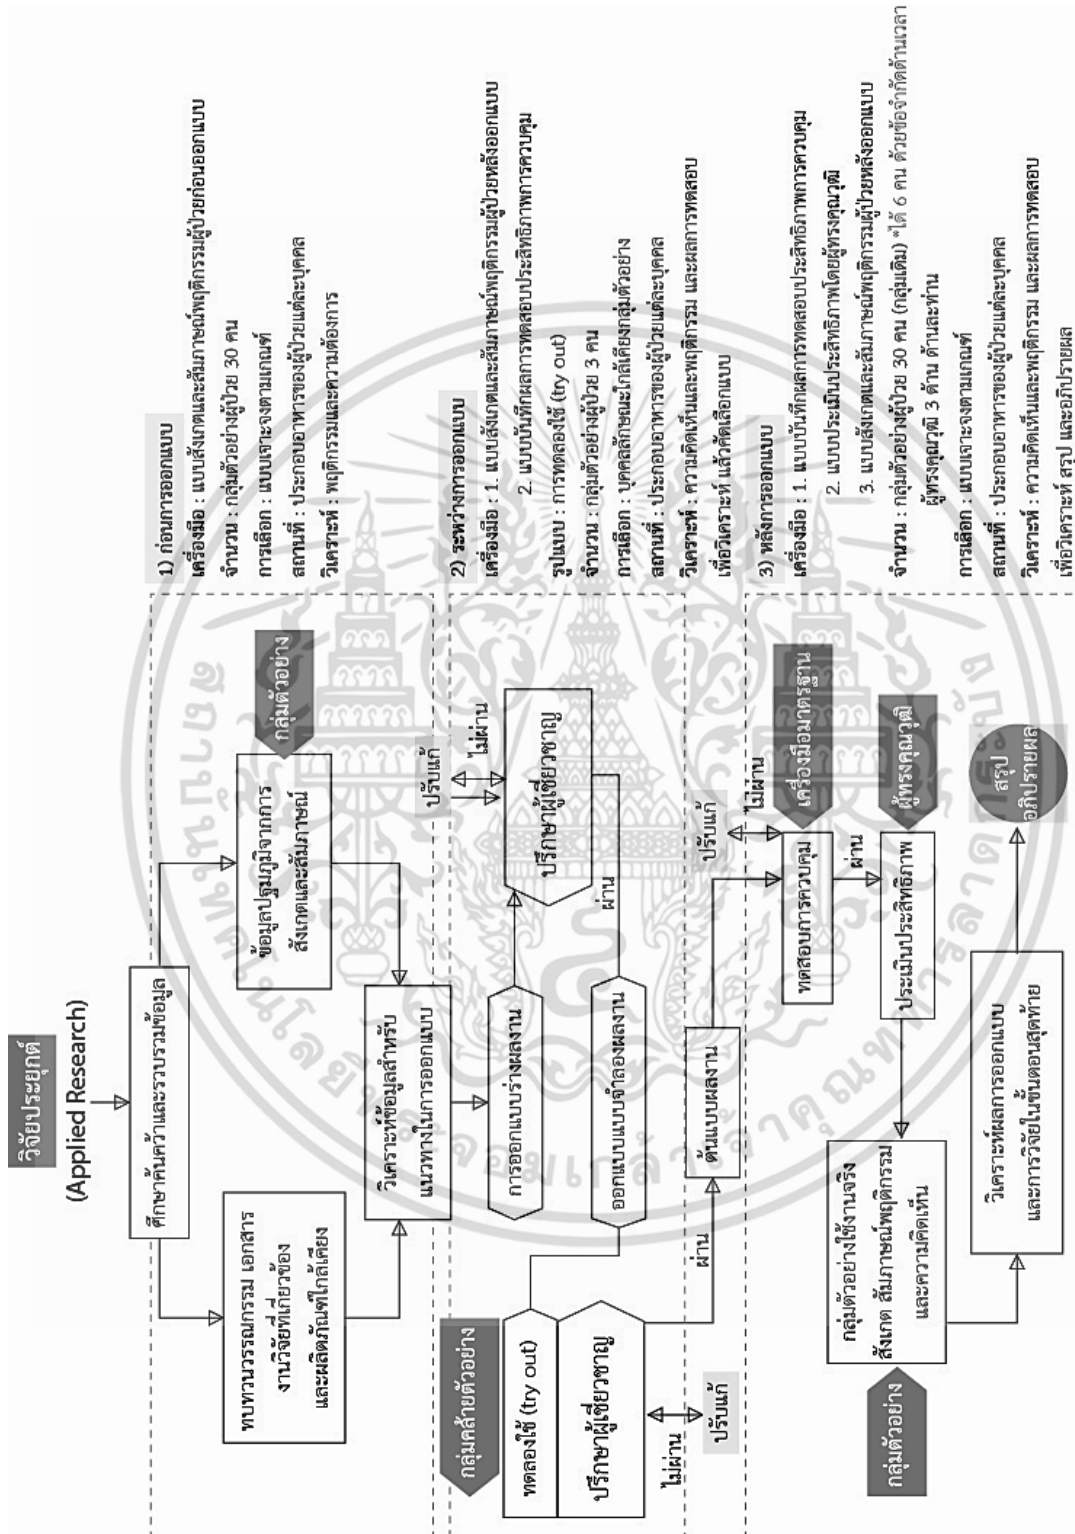 วิจัยประยุกต์
(Applied Research)
ศึกษาค้นคว้าและรวบรวมข้อมูล
ทบทวนวรรณกรรม เอกสาร
งานวิจัยที่เกี่ยวข้อง
และผลิตภัณฑ์ใกล้เคียง
ข้อมูลปฐมภูมิจากการ
สังเกตและสัมภาษณ์
กลุ่มตัวอย่าง
วิเคราะห์ข้อมูลสำหรับ
แนวทางในการออกแบบ
1) ก่อนการออกแบบ
เครื่องมือ : แบบสังเกตและสัมภาษณ์พฤติกรรมผู้ป่วยก่อนออกแบบ
จำนวน : กลุ่มตัวอย่างผู้ป่วย 30 คน
การเลือก : แบบเจาะจงตามเกณฑ์
สถานที่ : ประกอบอาหารของผู้ป่วยแต่ละบุคคล
วิเคราะห์ : พฤติกรรมและความต้องการ
กลุ่มคล้ายตัวอย่าง
ทดลองใช้ (try out)
ปรึกษาผู้เชี่ยวชาญ
ไม่ผ่าน
ปรับแก้
ผ่าน
การออกแบบร่างผลงาน
ปรับแก้
ไม่ผ่าน
ปรึกษาผู้เชี่ยวชาญ
ผ่าน
ออกแบบแบบจำลองผลงาน
2) ระหว่างการออกแบบ
เครื่องมือ : 1. แบบสังเกตและสัมภาษณ์พฤติกรรมผู้ป่วยหลังออกแบบ
2. แบบบันทึกผลการทดสอบประสิทธิภาพการควบคุม
รูปแบบ : การทดลองใช้ (try out)
จำนวน : กลุ่มตัวอย่างผู้ป่วย 3 คน
การเลือก : บุคคลลักษณะใกล้เคียงกลุ่มตัวอย่าง
สถานที่ : ประกอบอาหารของผู้ป่วยแต่ละบุคคล
วิเคราะห์ : ความคิดเห็นและพฤติกรรม และผลการทดสอบ
เพื่อวิเคราะห์ แล้วคัดเลือกแบบ
ต้นแบบผลงาน
ปรับแก้
ไม่ผ่าน
เครื่องมือมาตรฐาน
ทดสอบการควบคุม
ผ่าน
ผู้ทรงคุณวุฒิ
ประเมินประสิทธิภาพ
กลุ่มตัวอย่าง
กลุ่มตัวอย่างใช้งานจริง
สังเกต สัมภาษณ์พฤติกรรม
และความคิดเห็น
วิเคราะห์ผลการออกแบบ
และการวิจัยในขั้นตอนสุดท้าย
สรุป
อภิปรายผล
3) หลังการออกแบบ
เครื่องมือ : 1. แบบบันทึกผลการทดสอบประสิทธิภาพการควบคุม
2. แบบประเมินประสิทธิภาพโดยผู้ทรงคุณวุฒิ
3. แบบสังเกตและสัมภาษณ์พฤติกรรมผู้ป่วยหลังออกแบบ
จำนวน : กลุ่มตัวอย่างผู้ป่วย 30 คน (กลุ่มเดิม) *ได้ 6 คน ด้วยข้อจำกัดด้านเวลา
ผู้ทรงคุณวุฒิ 3 ด้าน ด้านละท่าน
การเลือก : แบบเจาะจงตามเกณฑ์
สถานที่ : ประกอบอาหารของผู้ป่วยแต่ละบุคคล
วิเคราะห์ : ความคิดเห็นและพฤติกรรม และผลการทดสอบ
เพื่อวิเคราะห์ สรุป และอภิปรายผล
สถาบันเทคโนโลยีพระจอมเกล้าเจ้าคุณทหารลาดกระบัง